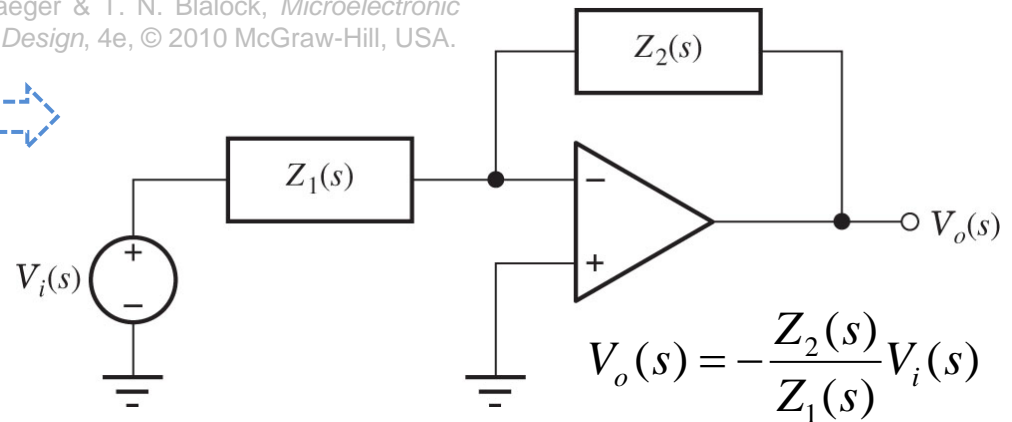 aeger & T. N. Blalock, Microelectronic
Design, 4e, © 2010 McGraw-Hill, USA.
Z₂(s)
Z₁(s)
−
+
Vₒ(s)
+
Vᵢ(s)
−
Vₒ(s) = −Z₂(s)/Z₁(s) Vᵢ(s)